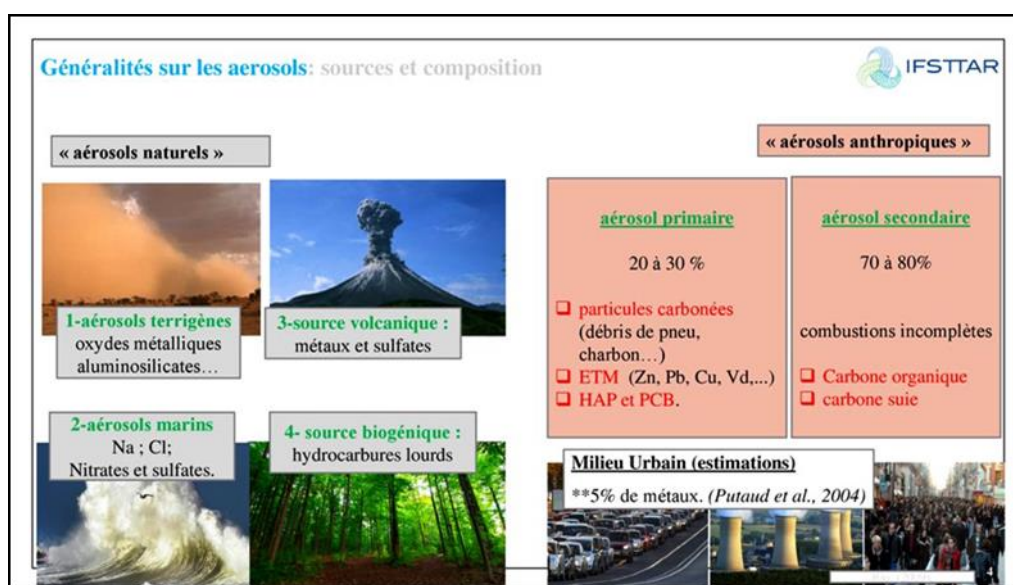 Généralités sur les aerosols: sources et composition
IFSTTAR
« aérosols naturels »
1-aérosols terrigènes
oxydes métalliques
aluminosilicates…
3-source volcanique :
métaux et sulfates
2-aérosols marins
Na ; Cl;
Nitrates et sulfates.
4- source biogénique :
hydrocarbures lourds
« aérosols anthropiques »
aérosol primaire
20 à 30 %
particules carbonées
(débris de pneu,
charbon…)
ETM (Zn, Pb, Cu, Vd,...)
HAP et PCB.
aérosol secondaire
70 à 80%
combustions incomplètes
Carbone organique
carbone suie
Milieu Urbain (estimations)
**5% de métaux. (Putaud et al., 2004)
4